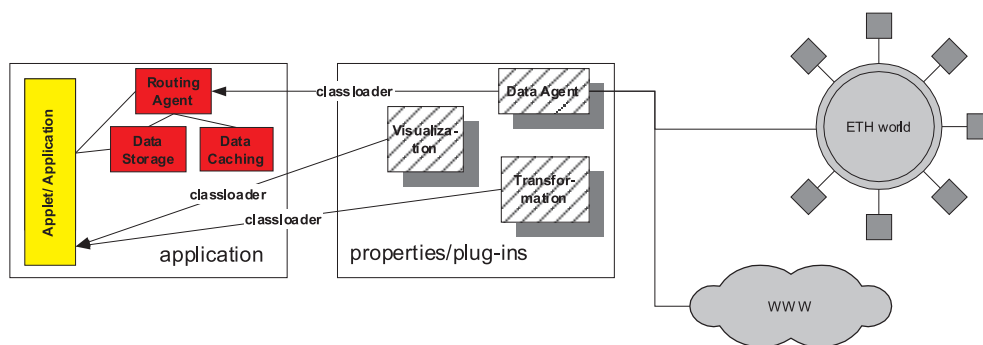 Routing
Agent
classloader
Data Agent
ETH world
Applet/ Application
Data
Storage
Data
Caching
Visualiza-
tion
Transfor-
mation
classloader
classloader
application
properties/plug-ins
WWW